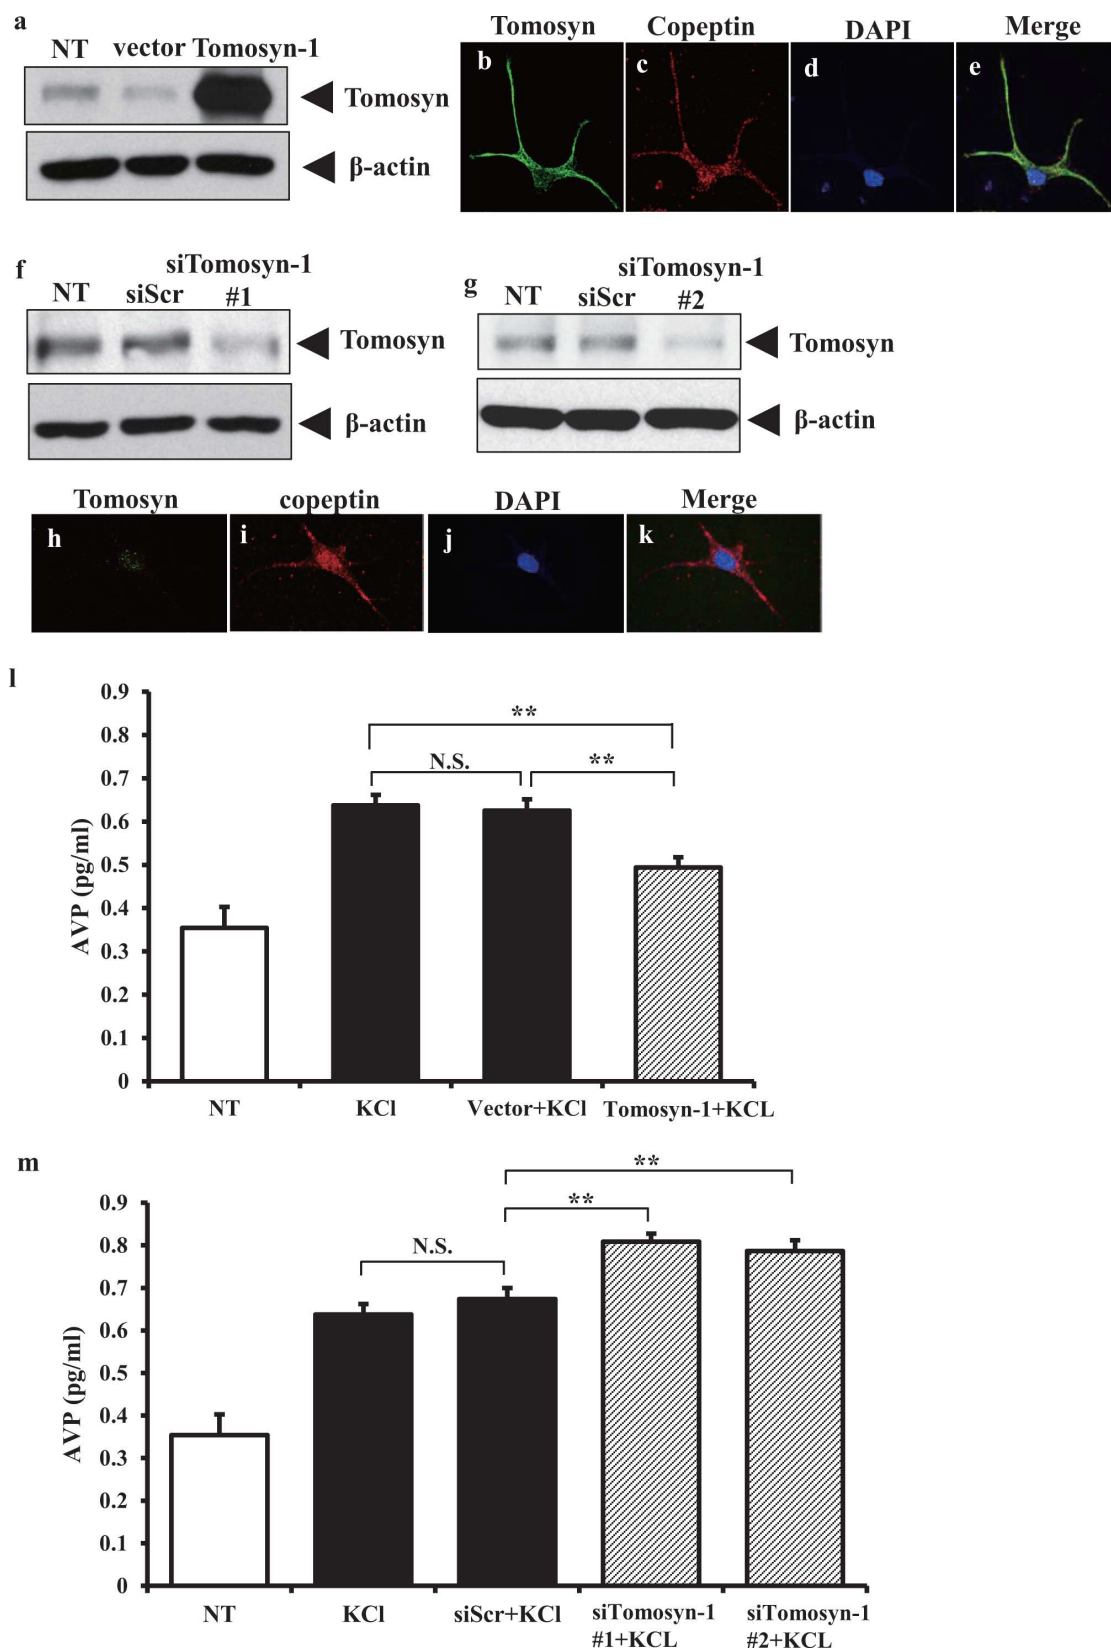 a
NT vector Tomosyn-1
Tomosyn
β-actin
Tomosyn Copeptin DAPI Merge
b c d e
f
siTomosyn-1
NT siScr #1
Tomosyn
β-actin
g
siTomosyn-1
NT siScr #2
Tomosyn
β-actin
Tomosyn copeptin DAPI Merge
h i j k
l
AVP (pg/ml)
0.9
0.8
0.7
0.6
0.5
0.4
0.3
0.2
0.1
0
**
N.S. **
NT KCl Vector+KCl Tomosyn-1+KCL
m
AVP (pg/ml)
0.9
0.8
0.7
0.6
0.5
0.4
0.3
0.2
0.1
0
**
**
N.S.
NT KCl siScr+KCl siTomosyn-1 siTomosyn-1
#1+KCL #2+KCL